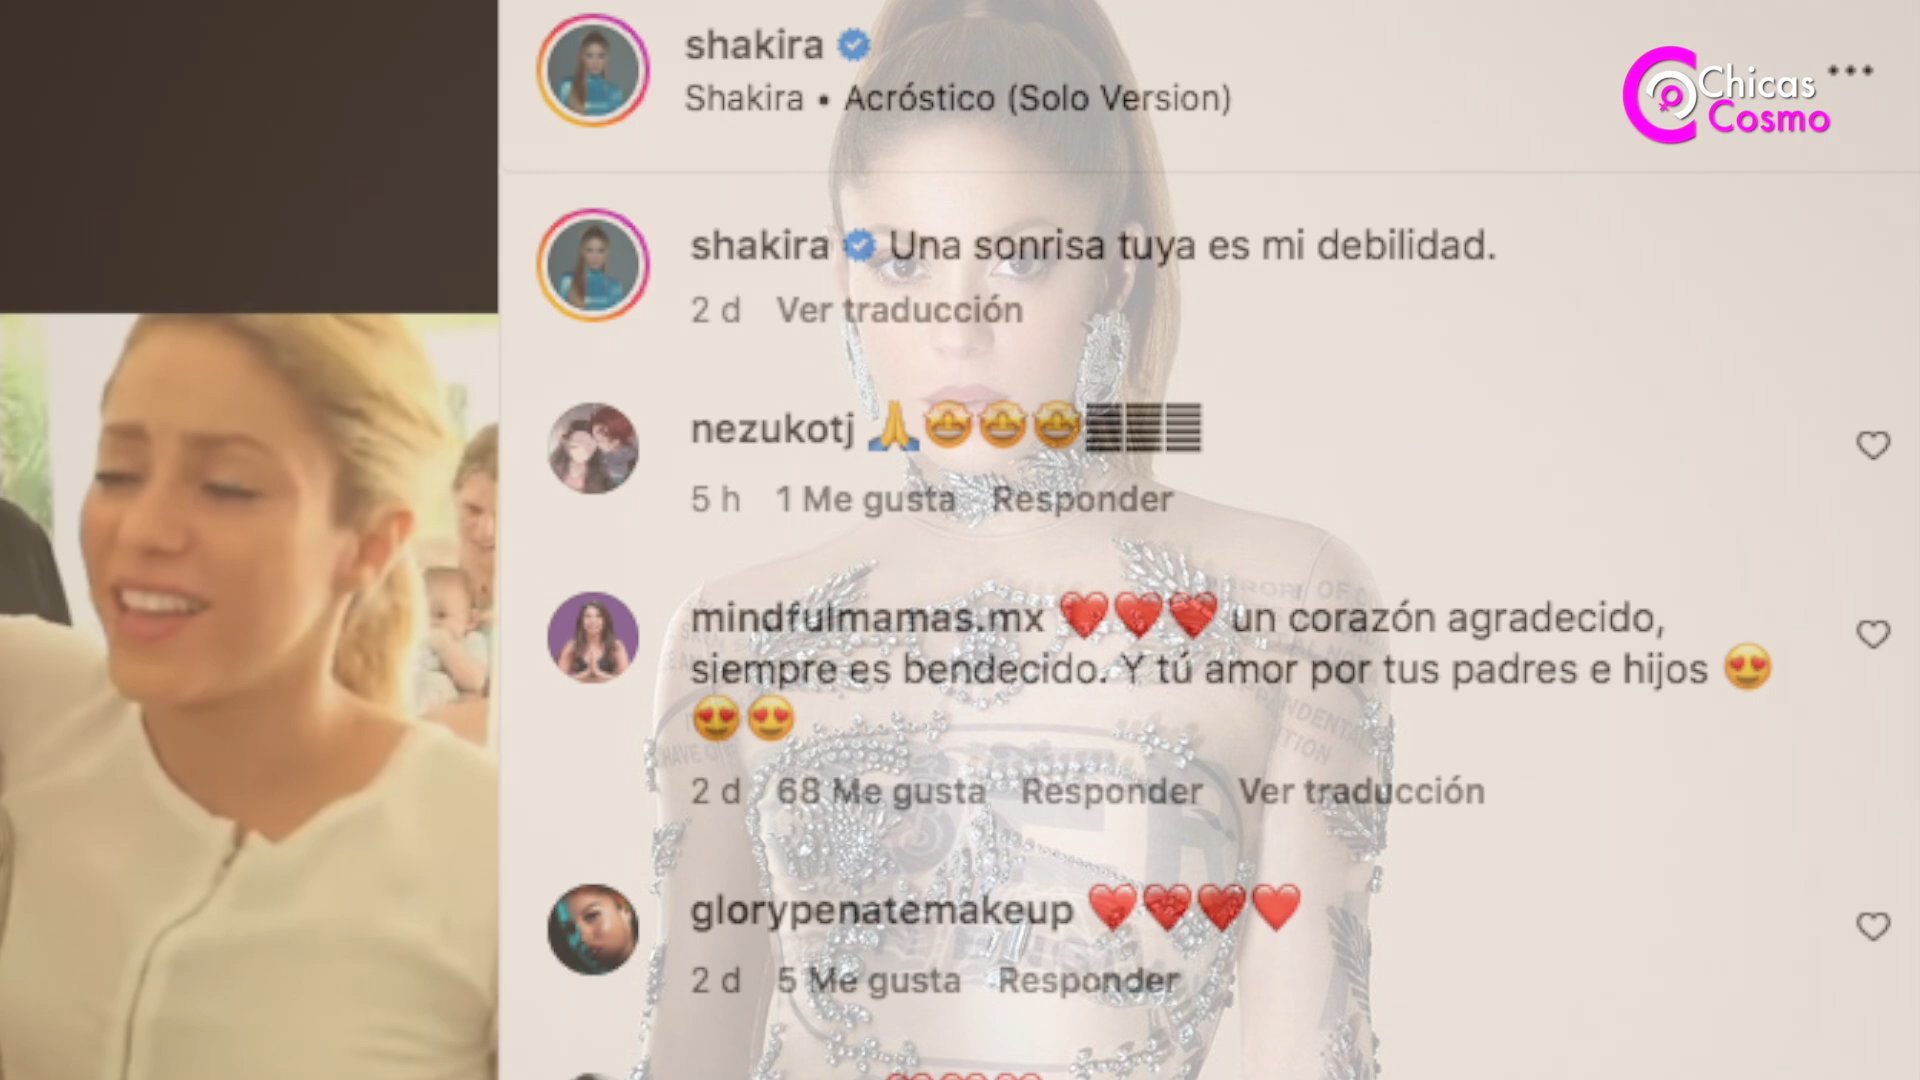 shakira
Shakira • Acróstico (Solo Version)
Chicas
Cosmo
shakira Una sonrisa tuya es mi debilidad.
2 d Ver traducción
nezukotj 🙏🤩🤩🤩
5 h 1 Me gusta Responder
mindfulmamas.mx ❤️❤️❤️ un corazón agradecido,
siempre es bendecido. Y tú amor por tus padres e hijos 😍
😍😍
2 d 68 Me gusta Responder Ver traducción
glorypenatemakeup ❤️❤️❤️❤️
2 d 5 Me gusta Responder